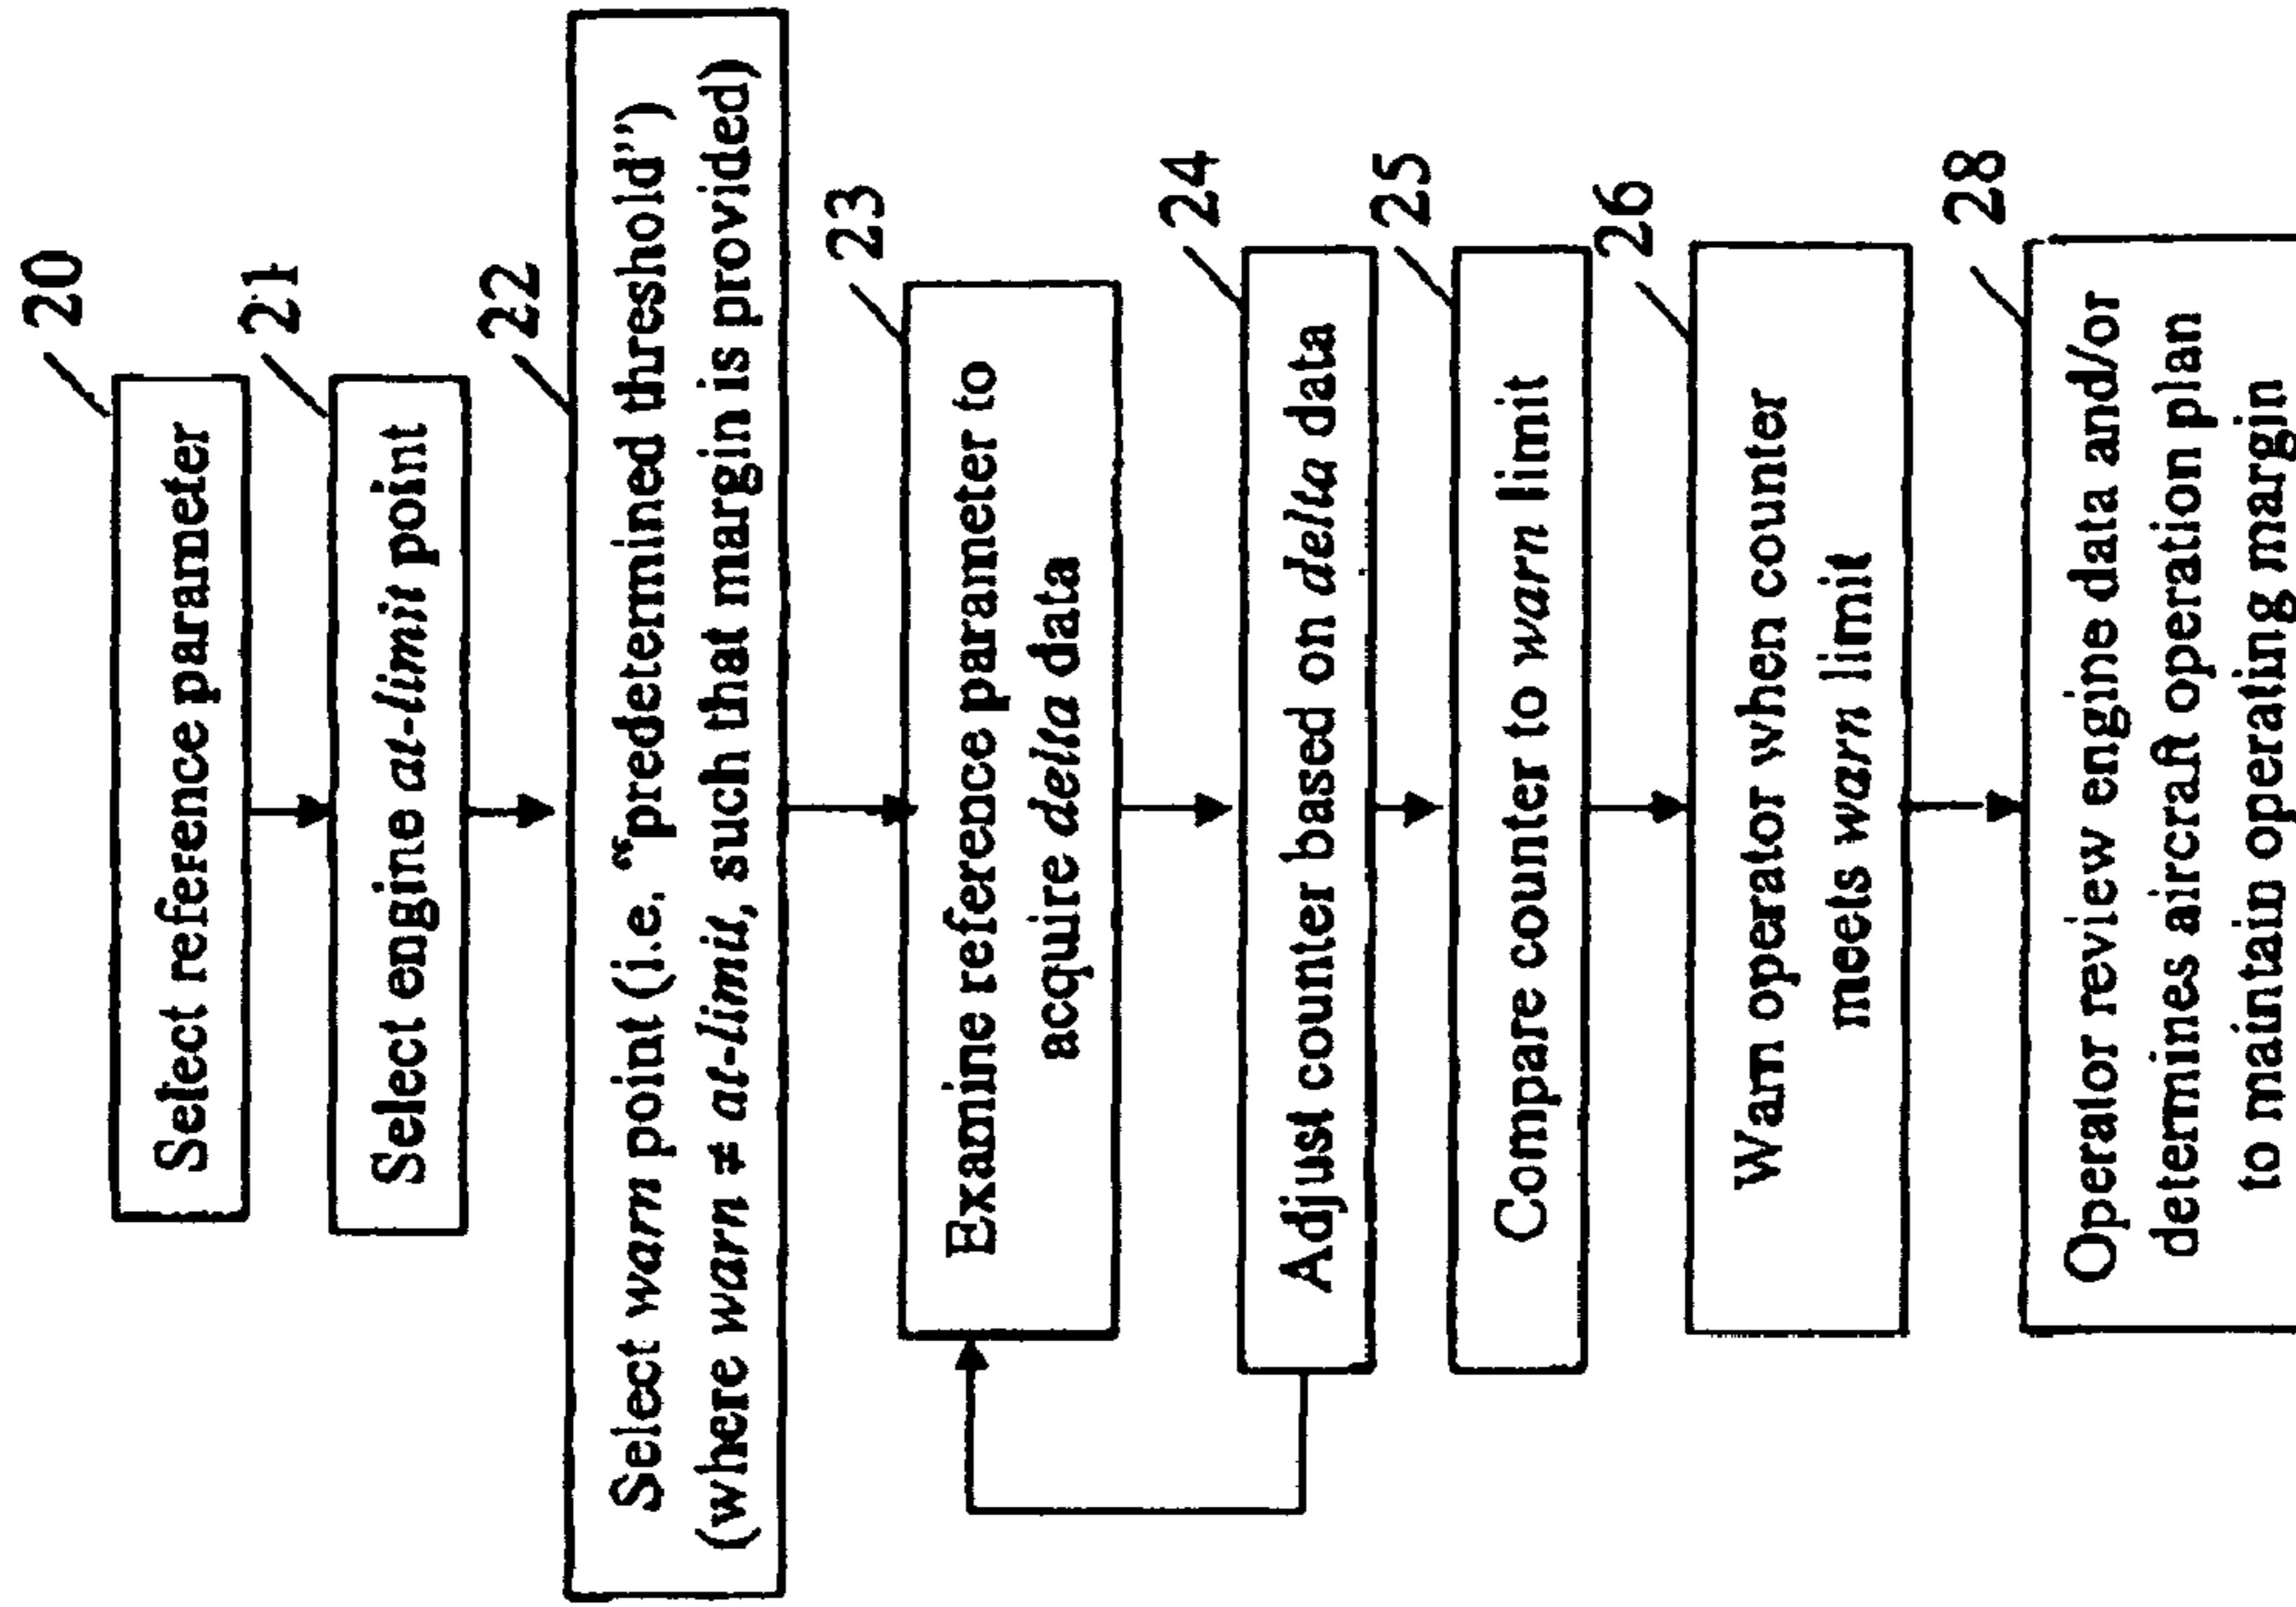 20
Select reference parameter
21
Select engine at-limit point
22
Select warn point (i.e. "predetermined threshold")
(where warn ≠ at-limit, such that margin is provided)
23
Examine reference parameter to
acquire delta data
24
Adjust counter based on delta data
25
Compare counter to warn limit
26
Warn operator when counter
meets warn limit
28
Operator review engine data and/or
determines aircraft operation plan
to maintain operating margin